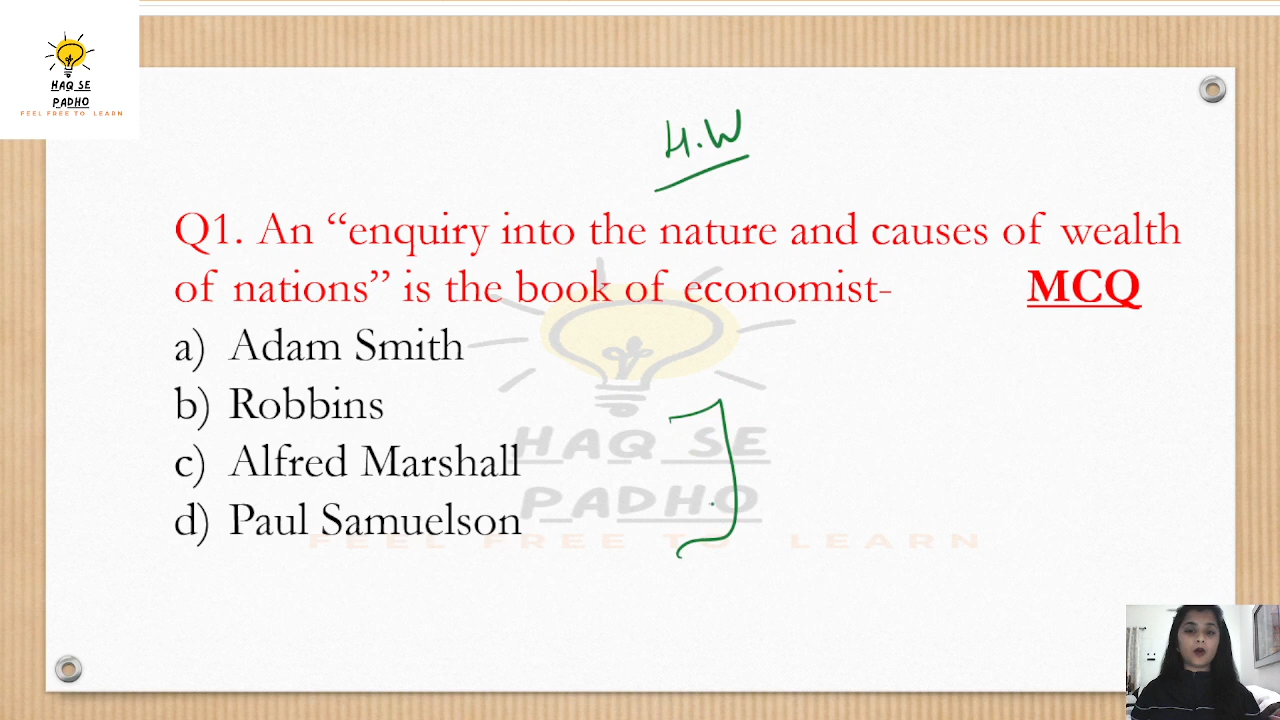 HAQ SE
PADHO
FEEL FREE TO LEARN
H.W
Q1. An “enquiry into the nature and causes of wealth
of nations” is the book of economist- MCQ
a) Adam Smith
b) Robbins
c) Alfred Marshall
d) Paul Samuelson
HAQ SE
PADHO
FEEL FREE TO LEARN